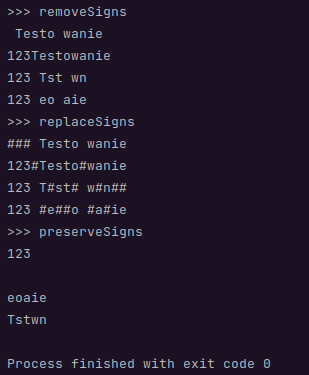 >>> removeSigns
 Testo wanie
123Testowanie
123 Tst wn
123 eo aie
>>> replaceSigns
### Testo wanie
123#Testo#wanie
123 T#st# w#n##
123 #e##o #a#ie
>>> preserveSigns
123

eoaie
Tstwn

Process finished with exit code 0